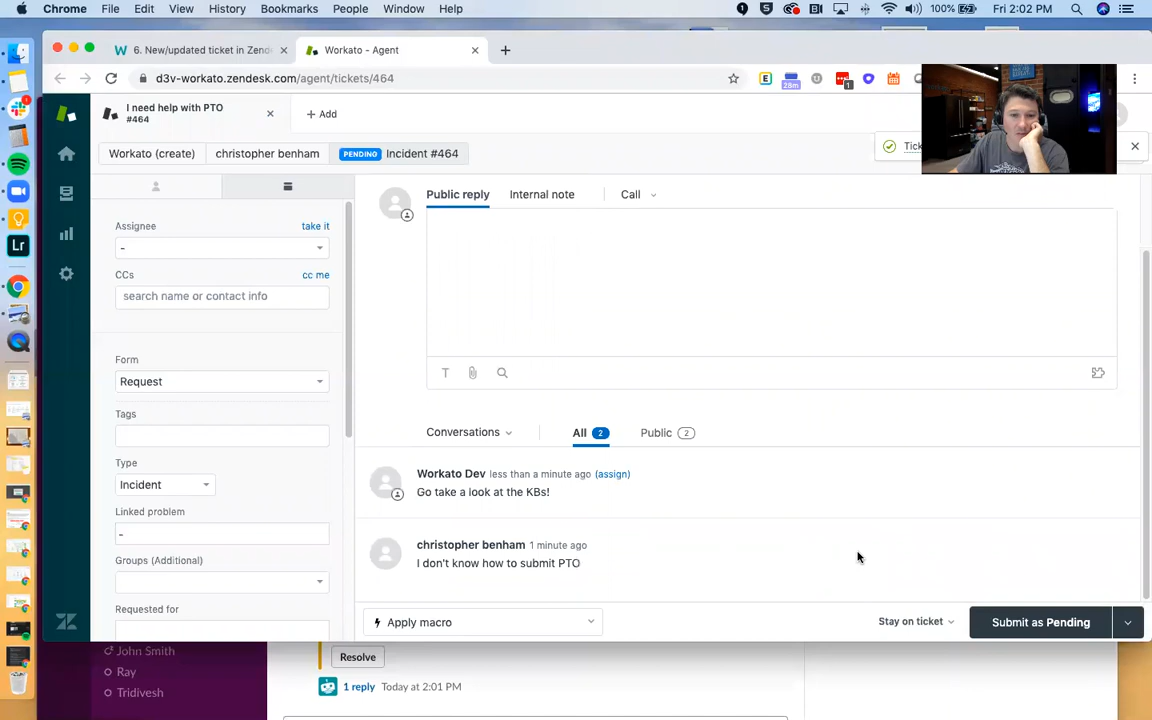 Chrome File Edit View History Bookmarks People Window Help
100% Fri 2:02 PM
6. New/updated ticket in Zend
Workato - Agent
d3v-workato.zendesk.com/agent/tickets/464
28m
1
I need help with PTO
#464
Add
Workato (create)
christopher benham
PENDING Incident #464
Tick
Assignee
take it
-
CCs
cc me
search name or contact info
Form
Request
Tags
Type
Incident
Linked problem
-
Groups (Additional)
Requested for
Public reply
Internal note
Call
T
Conversations
All 2
Public 2
Workato Dev less than a minute ago (assign)
Go take a look at the KBs!
christopher benham 1 minute ago
I don't know how to submit PTO
Apply macro
Stay on ticket
Submit as Pending
Lr
John Smith
Ray
Tridivesh
Resolve
1 reply Today at 2:01 PM